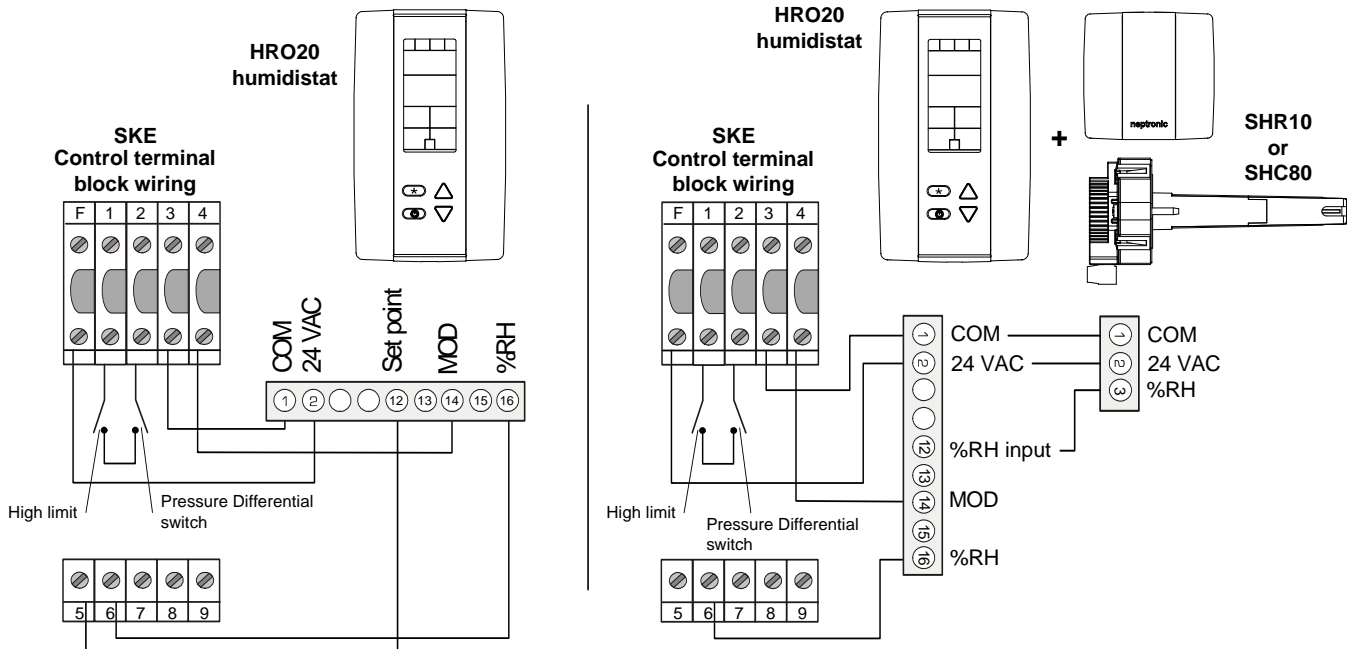 HRO20
humidistat
SKE
Control terminal
block wiring
F 1 2 3 4
COM
24 VAC
Set point
MOD
%RH
1 2 12 13 14 15 16
High limit
Pressure Differential
switch
5 6 7 8 9
HRO20
humidistat
neptronic
+
SHR10
or
SHC80
SKE
Control terminal
block wiring
F 1 2 3 4
1 COM
2 24 VAC
12 %RH input
13
14 MOD
15
16 %RH
1 COM
2 24 VAC
3 %RH
High limit
Pressure Differential
switch
5 6 7 8 9